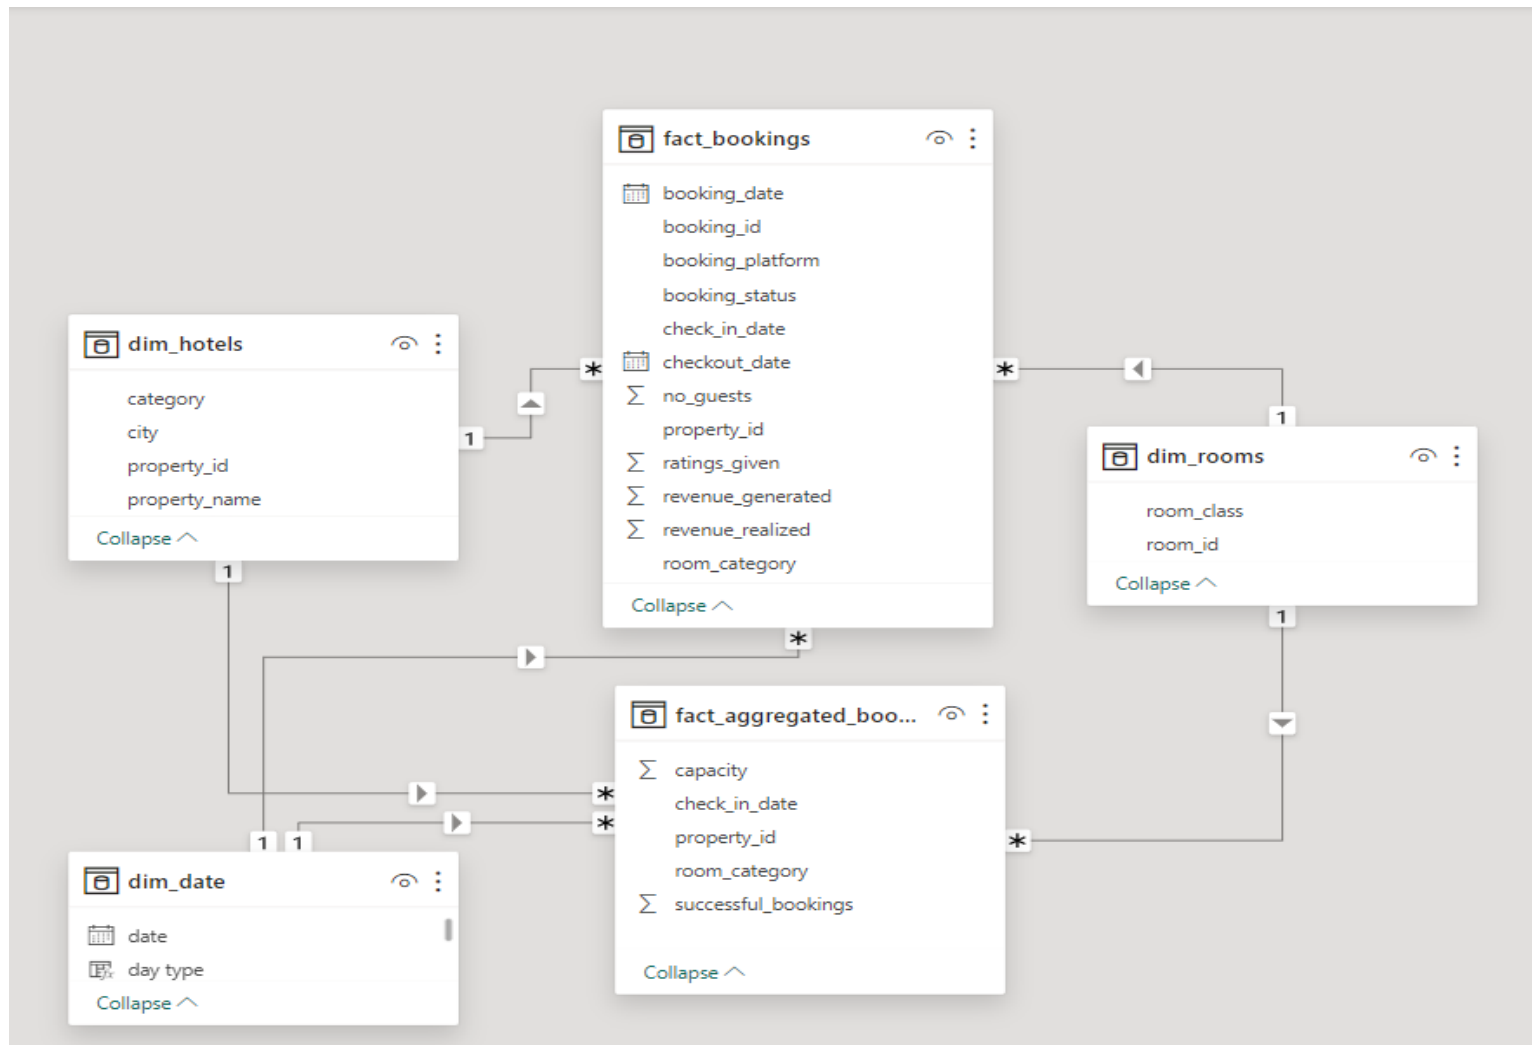 fact_bookings
booking_date
booking_id
booking_platform
booking_status
check_in_date
checkout_date
no_guests
property_id
ratings_given
revenue_generated
revenue_realized
room_category
Collapse
dim_hotels
category
city
property_id
property_name
Collapse
dim_rooms
room_class
room_id
Collapse
*
*
1
1
1
1
*
fact_aggregated_boo...
capacity
check_in_date
property_id
room_category
successful_bookings
Collapse
*
*
*
1 1
dim_date
date
day type
Collapse